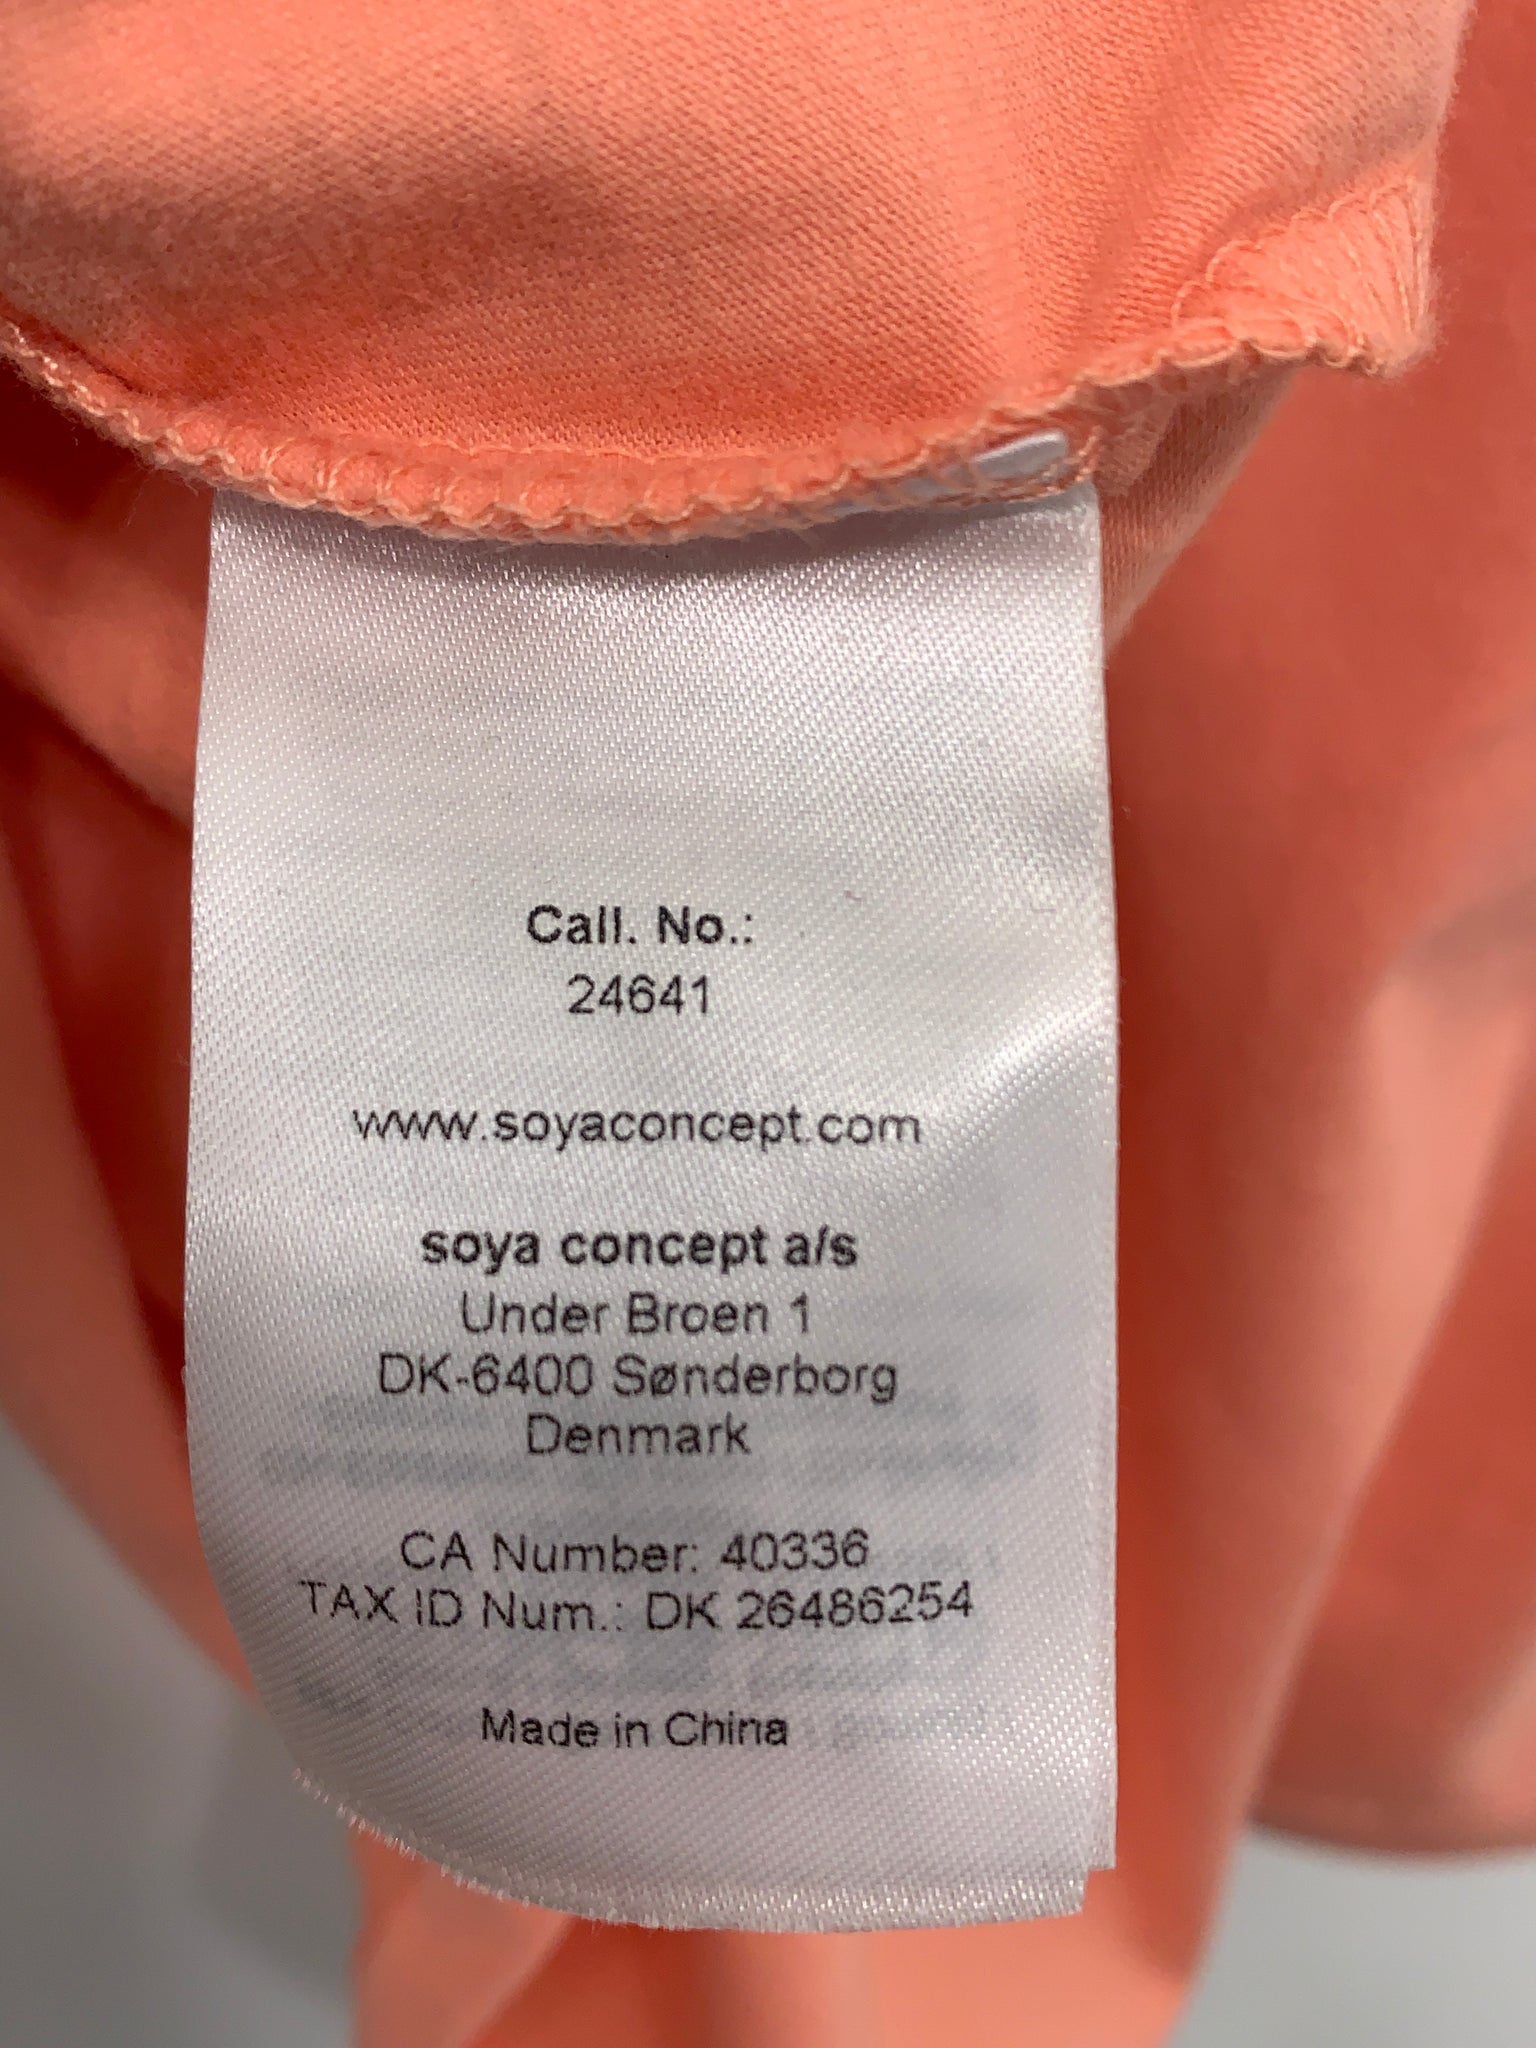 Call. No.:
24641
www.soyaconcept.com
soya concept a/s
Under Broen 1
DK-6400 Sønderborg
Denmark
CA Number: 40336
TAX ID Num.: DK 26486254
Made in China